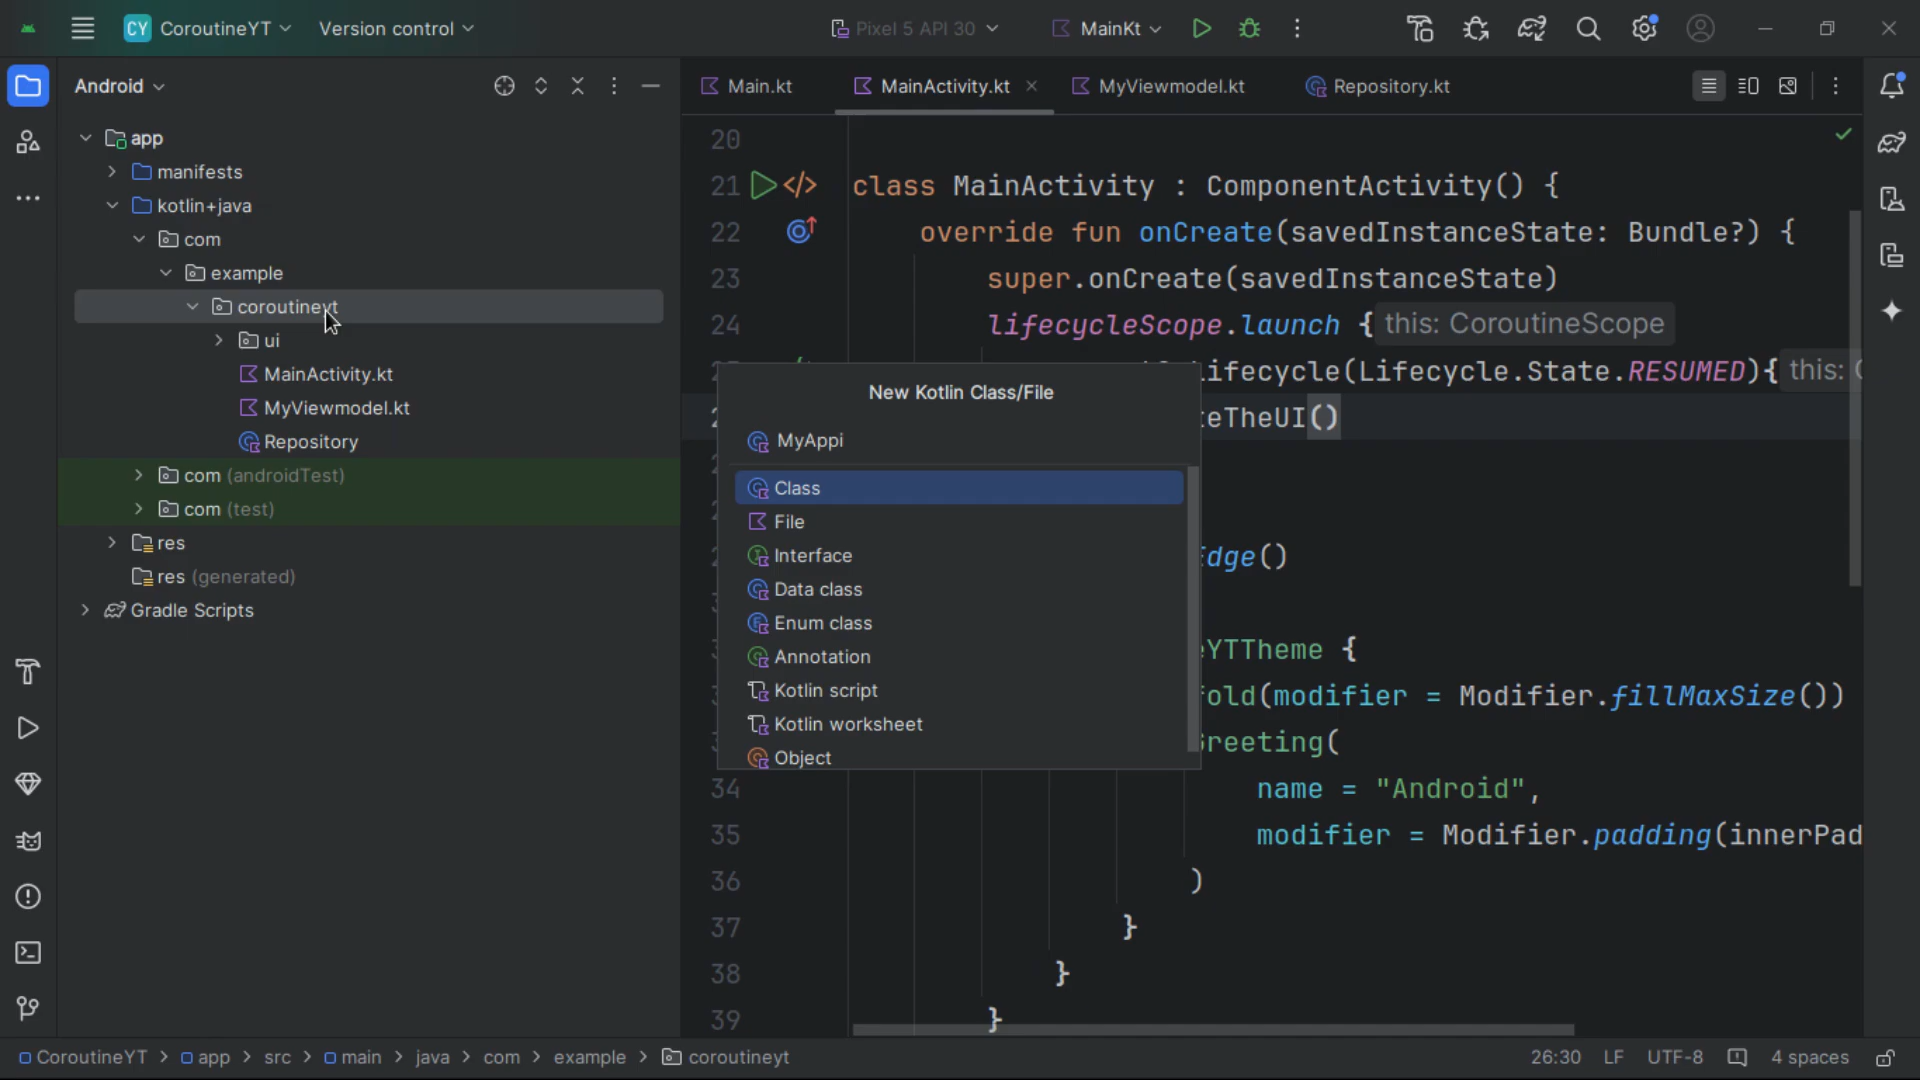 CY CoroutineYT Version control Pixel 5 API 30 MainKt
Android
app
manifests
kotlin+java
com
example
coroutineyt
ui
MainActivity.kt
MyViewmodel.kt
Repository
com (androidTest)
com (test)
res
res (generated)
Gradle Scripts
Main.kt MainActivity.kt MyViewmodel.kt Repository.kt
20
21 class MainActivity : ComponentActivity() {
22 override fun onCreate(savedInstanceState: Bundle?) {
23 super.onCreate(savedInstanceState)
24 lifecycleScope.launch { this: CoroutineScope
Lifecycle(Lifecycle.State.RESUMED){ this:
eTheUI()
Edge()
eYTTheme {
fold(modifier = Modifier.fillMaxSize())
Greeting(
34 name = "Android",
35 modifier = Modifier.padding(innerPad
36 )
37 }
38 }
39 }
New Kotlin Class/File
MyAppi
Class
File
Interface
Data class
Enum class
Annotation
Kotlin script
Kotlin worksheet
Object
CoroutineYT > app > src > main > java > com > example > coroutineyt 26:30 LF UTF-8 4 spaces